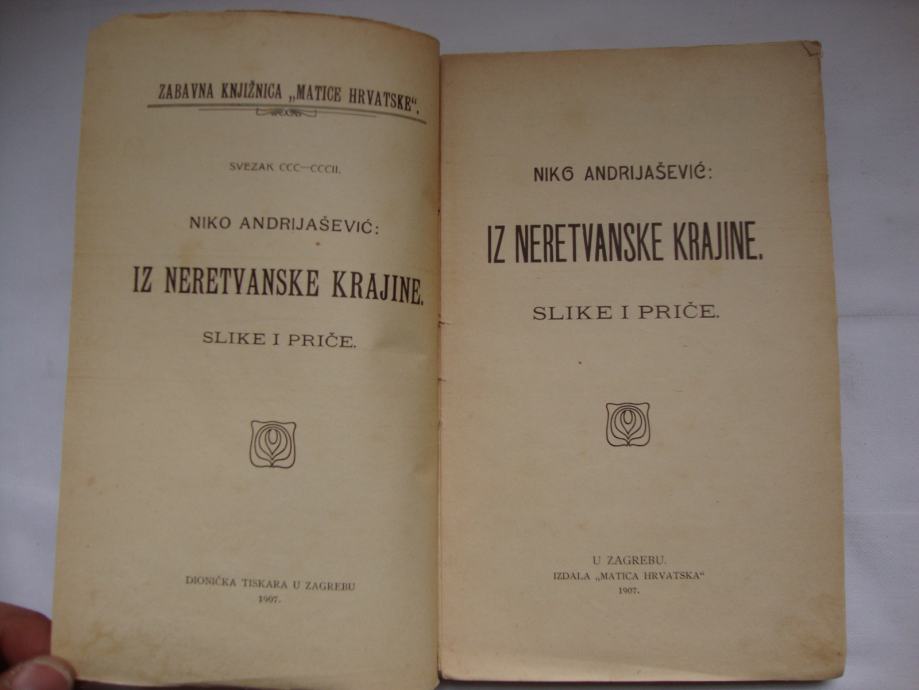 ZABAVNA KNJIŽNICA „MATICE HRVATSKE“.
SVEZAK CCC—CCCII.
NIKO ANDRIJAŠEVIĆ:
IZ NERETVANSKE KRAJINE.
SLIKE I PRIČE.
DIONIČKA TISKARA U ZAGREBU
1907.
NIKO ANDRIJAŠEVIĆ:
IZ NERETVANSKE KRAJINE.
SLIKE I PRIČE.
U ZAGREBU.
IZDALA „MATICA HRVATSKA“
1907.